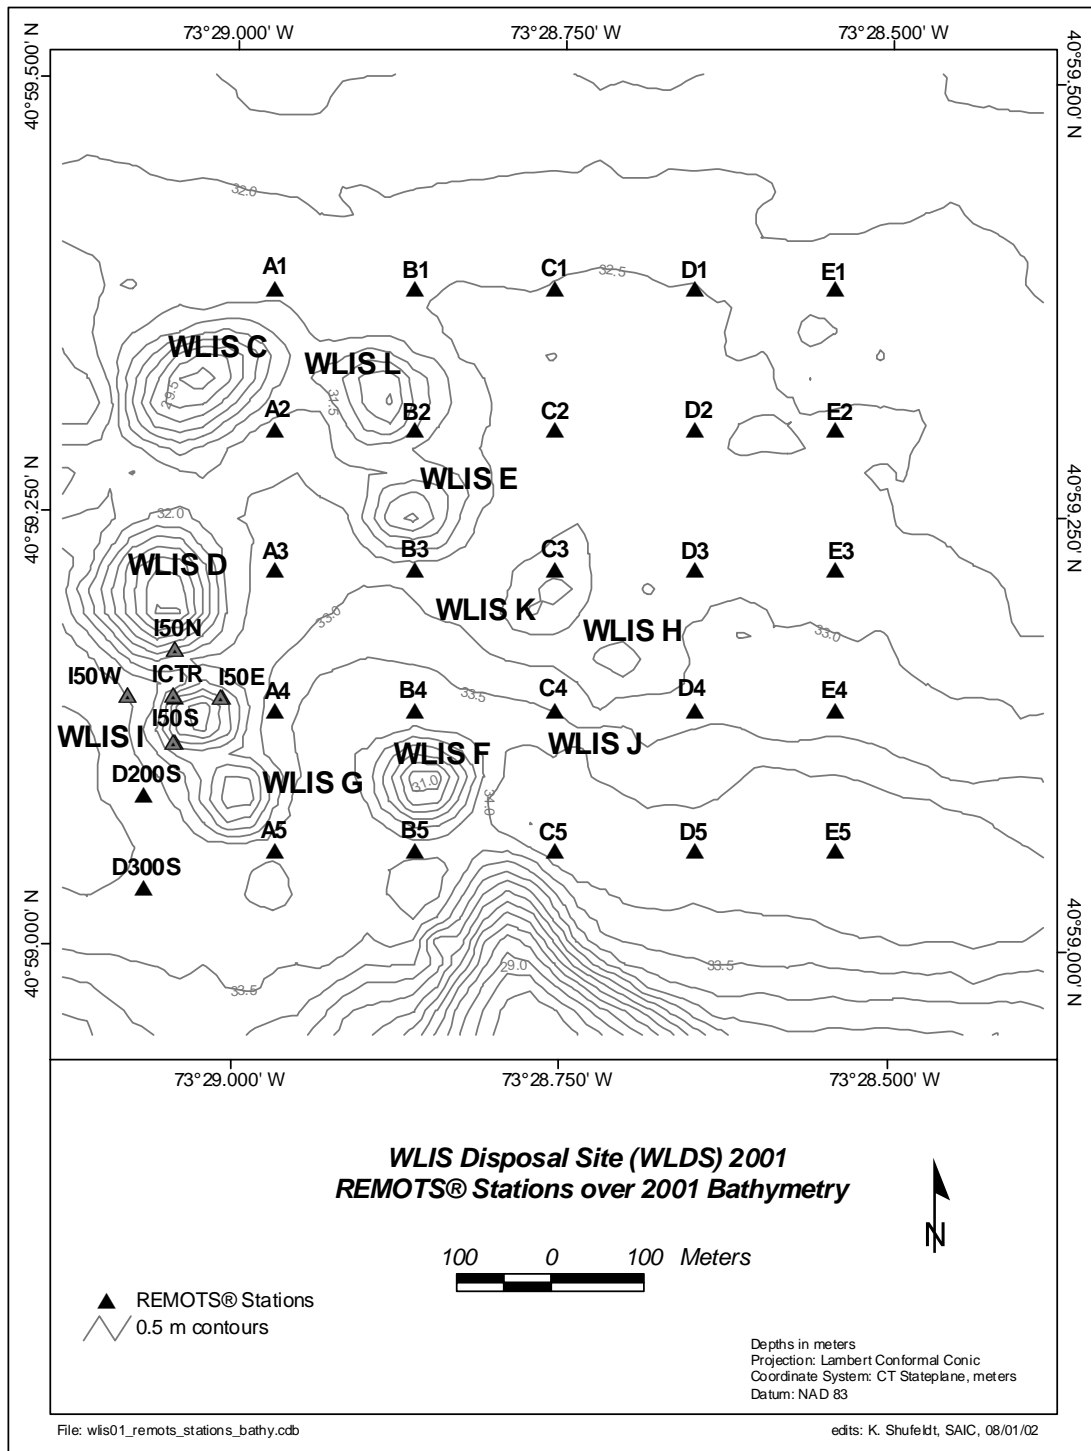 73°29.000' W 73°28.750' W 73°28.500' W
40°59.500' N 40°59.500' N
32.0
A1 B1 C1 32.5 D1 E1
WLIS C
WLIS L
29.5 31.5
A2 B2 C2 D2 E2
WLIS E
40°59.250' N 40°59.250' N
32.0
WLIS D A3 B3 C3 D3 E3
WLIS K
33.0
WLIS H 33.0
I50N
I50W ICTR I50E
A4 B4 33.5 C4 D4 E4
I50S
WLIS I WLIS F WLIS J
D200S WLIS G 31.0
34.0
A5 B5 C5 D5 E5
D300S
40°59.000' N 40°59.000' N
33.5 29.0 33.5
73°29.000' W 73°28.750' W 73°28.500' W
WLIS Disposal Site (WLDS) 2001
REMOTS® Stations over 2001 Bathymetry
N
100 0 100 Meters
REMOTS® Stations
0.5 m contours
Depths in meters
Projection: Lambert Conformal Conic
Coordinate System: CT Stateplane, meters
Datum: NAD 83
File: wlis01_remots_stations_bathy.cdb edits: K. Shufeldt, SAIC, 08/01/02